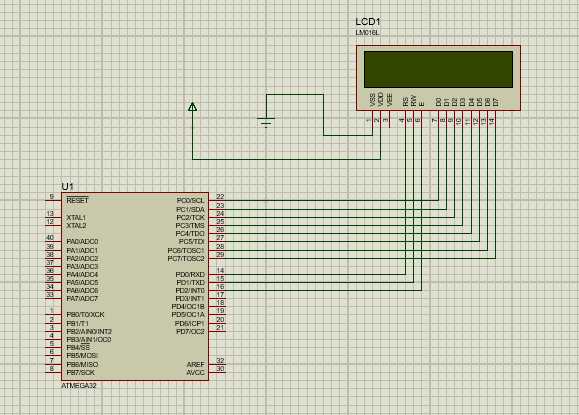 LCD1
LM016L
VSS VDD VEE RS RW E D0 D1 D2 D3 D4 D5 D6 D7
1 2 3 4 5 6 7 8 9 10 11 12 13 14
U1
9 RESET PC0/SCL 22
PC1/SDA 23
13 XTAL1 PC2/TCK 24
12 XTAL2 PC3/TMS 25
PC4/TDO 26
40 PA0/ADC0 PC5/TDI 27
39 PA1/ADC1 PC6/TOSC1 28
38 PA2/ADC2 PC7/TOSC2 29
37 PA3/ADC3
36 PA4/ADC4 PD0/RXD 14
35 PA5/ADC5 PD1/TXD 15
34 PA6/ADC6 PD2/INT0 16
33 PA7/ADC7 PD3/INT1 17
PD4/OC1B 18
1 PB0/T0/XCK PD5/OC1A 19
2 PB1/T1 PD6/ICP1 20
3 PB2/AIN0/INT2 PD7/OC2 21
4 PB3/AIN1/OC0
5 PB4/SS
6 PB5/MOSI
7 PB6/MISO AREF 32
8 PB7/SCK AVCC 30
ATMEGA32